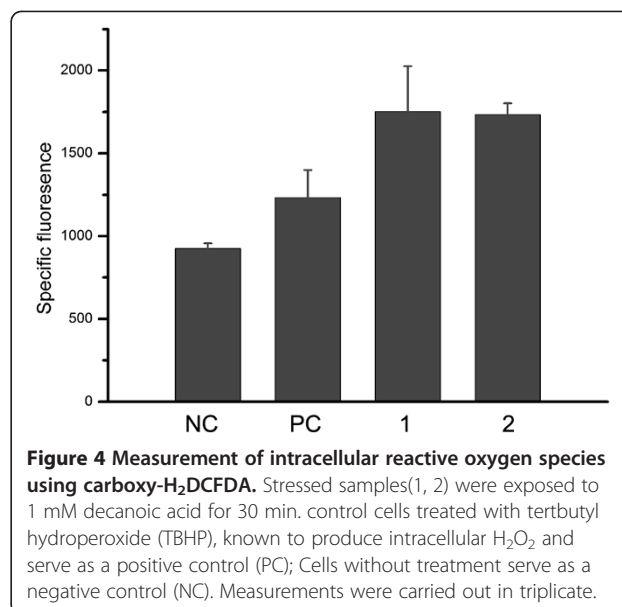 2000
1500
1000
500
0
Specific fluoresence
NC PC 1 2
Figure 4 Measurement of intracellular reactive oxygen species
using carboxy-H₂DCFDA. Stressed samples(1, 2) were exposed to
1 mM decanoic acid for 30 min. control cells treated with tertbutyl
hydroperoxide (TBHP), known to produce intracellular H₂O₂ and
serve as a positive control (PC); Cells without treatment serve as a
negative control (NC). Measurements were carried out in triplicate.